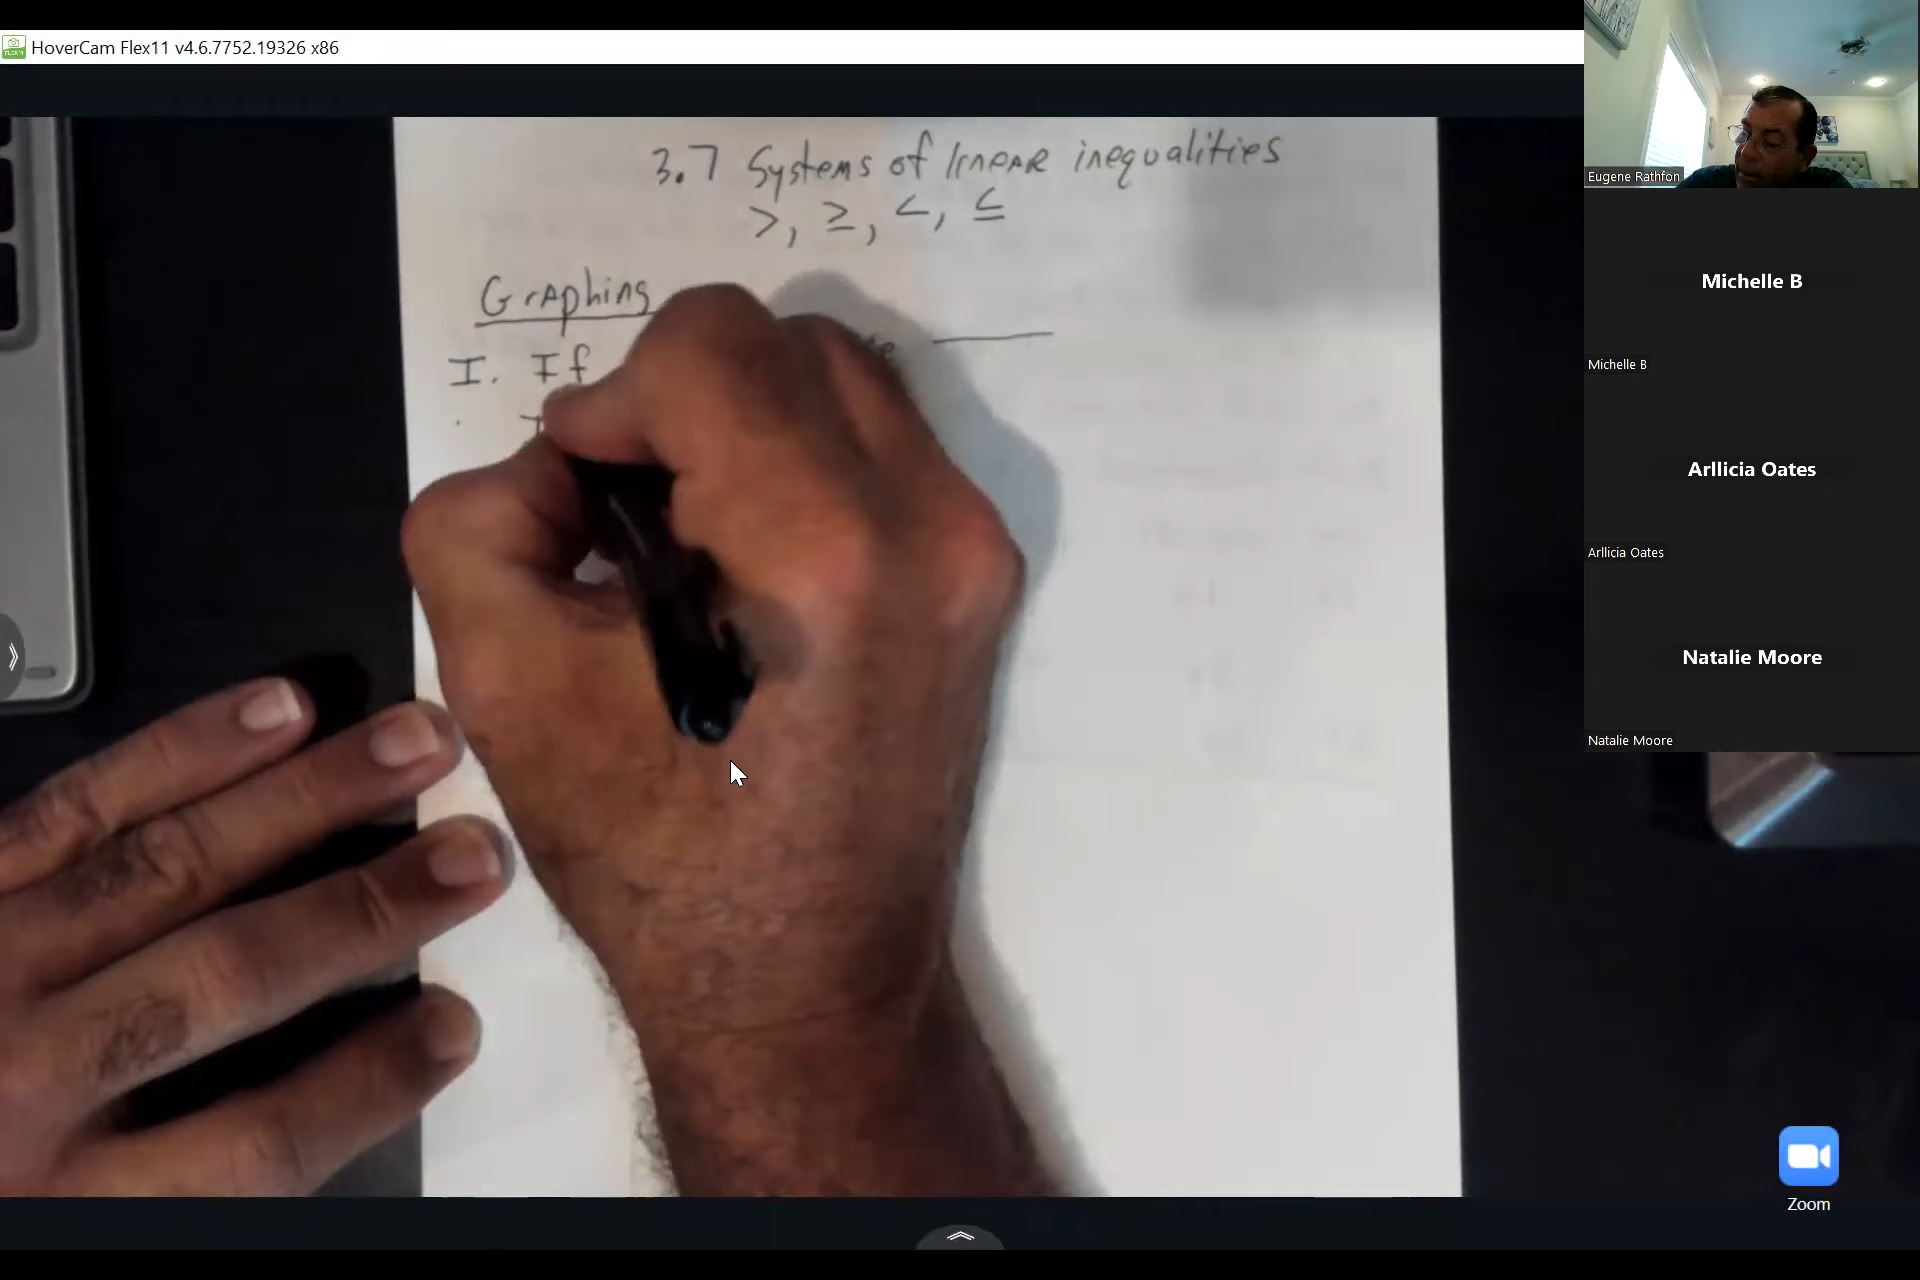 HoverCam Flex11 v4.6.7752.19326 x86
3.7 Systems of linear inequalities
>, ≥, <, ≤
Graphing
I. If
Eugene Rathfon
Michelle B
Michelle B
Arllicia Oates
Arllicia Oates
Natalie Moore
Natalie Moore
Zoom